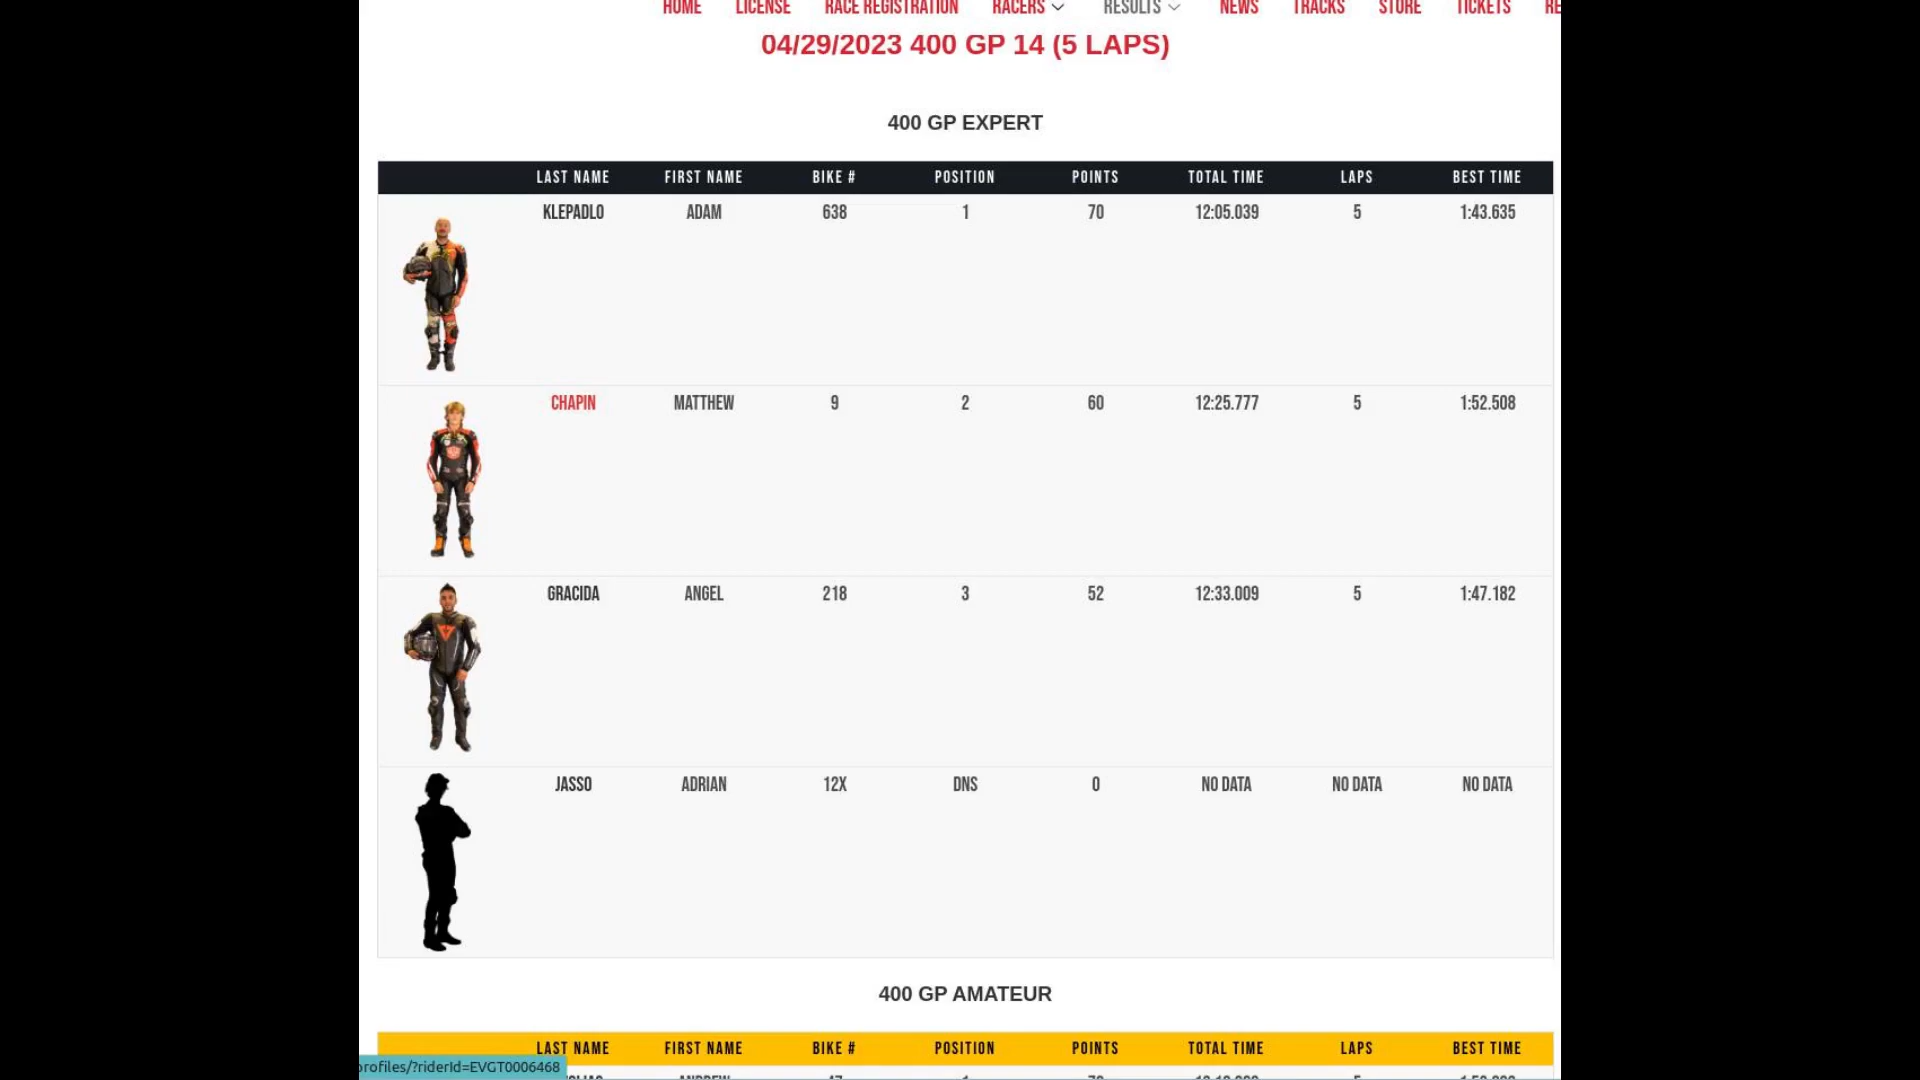 HOME LICENSE RACE REGISTRATION RACERS RESULTS NEWS TRACKS STORE TICKETS
04/29/2023 400 GP 14 (5 LAPS)
400 GP EXPERT
LAST NAME FIRST NAME BIKE # POSITION POINTS TOTAL TIME LAPS BEST TIME
KLEPADLO ADAM 638 1 70 12:05.039 5 1:43.635
CHAPIN MATTHEW 9 2 60 12:25.777 5 1:52.508
GRACIDA ANGEL 218 3 52 12:33.009 5 1:47.182
JASSO ADRIAN 12X DNS 0 NO DATA NO DATA NO DATA
400 GP AMATEUR
LAST NAME FIRST NAME BIKE # POSITION POINTS TOTAL TIME LAPS BEST TIME
rofiles/?riderId=EVGT0006468